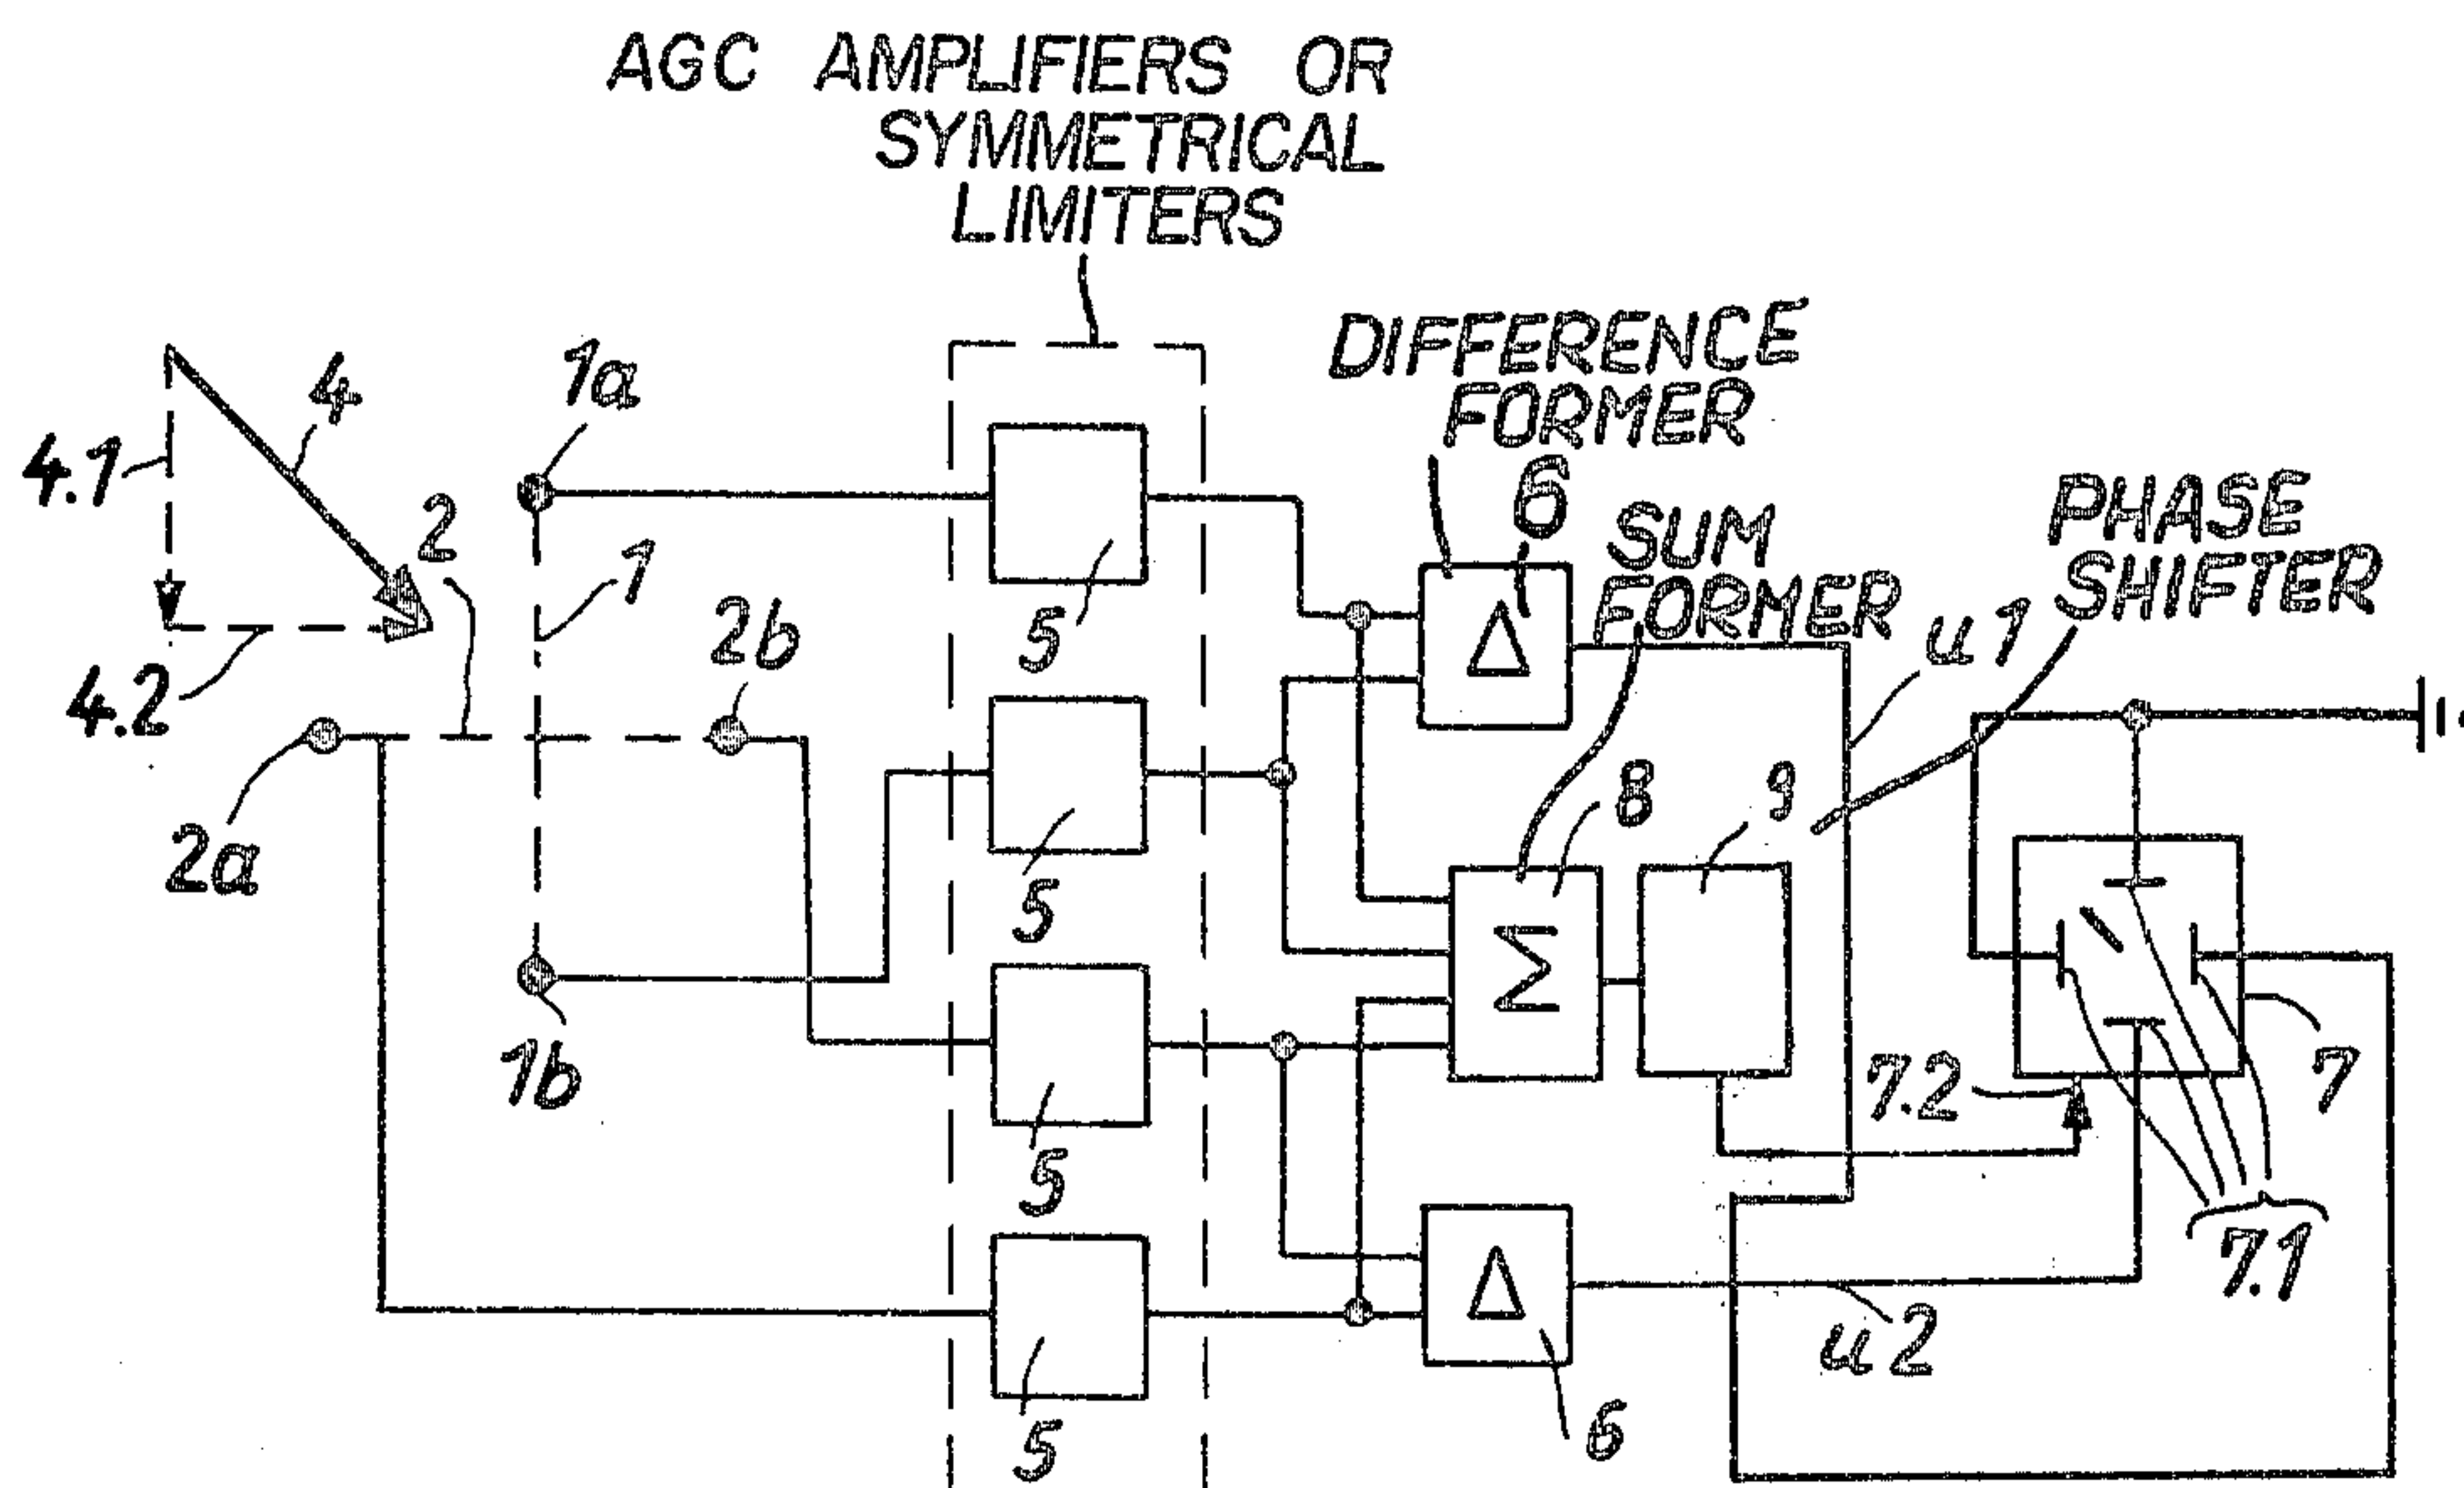 AGC AMPLIFIERS OR
SYMMETRICAL
LIMITERS
DIFFERENCE
FORMER
6
SUM
FORMER
PHASE
SHIFTER
4
4.1
4.2
1a
2
1
2b
2a
1b
5
5
5
5
Δ
u1
8
9
Σ
7.2
7
7.1
Δ
u2
6